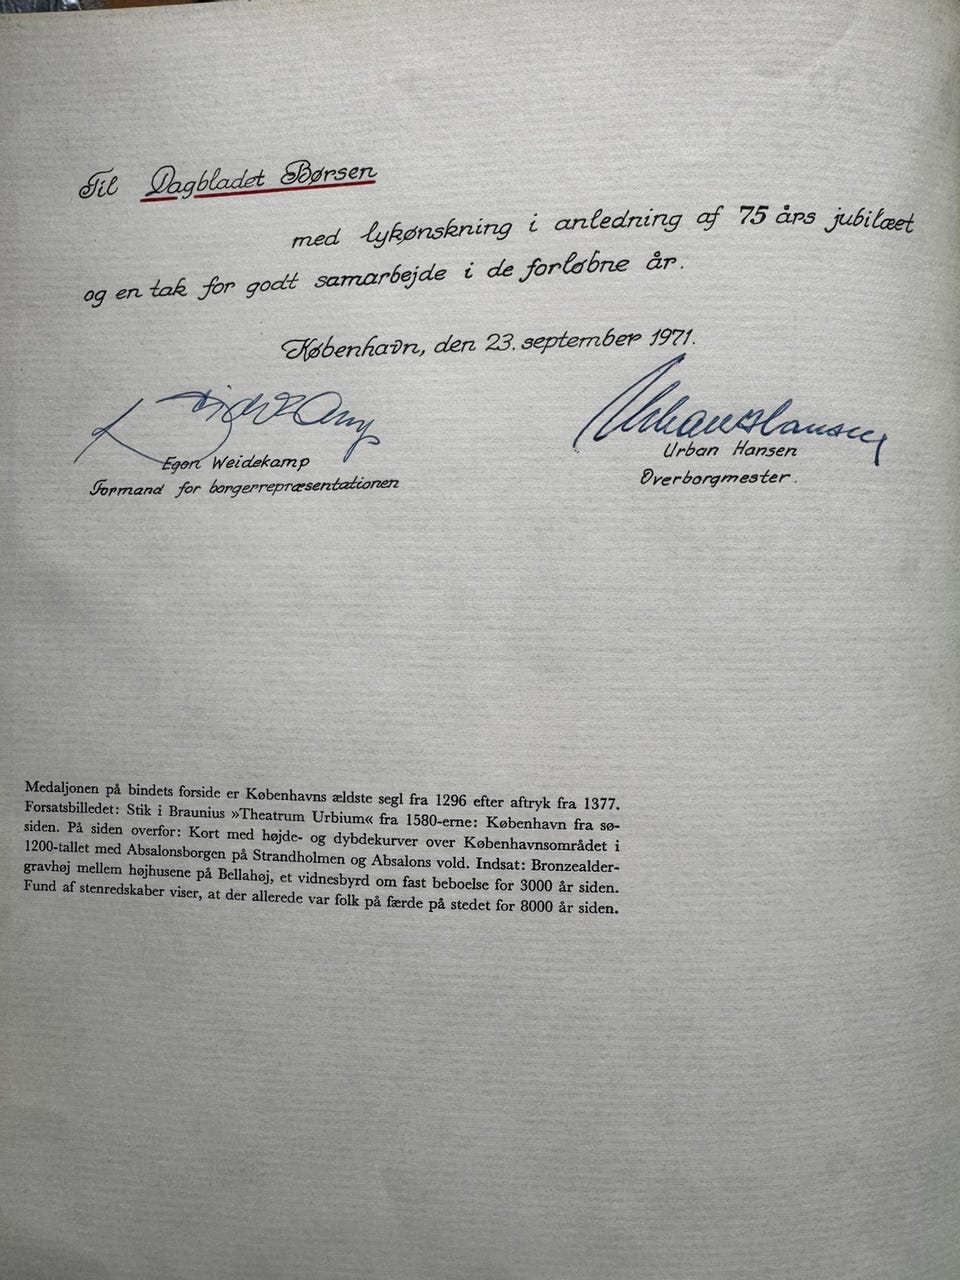 Til Dagbladet Børsen
med lykønskning i anledning af 75 års jubilæet
og en tak for godt samarbejde i de forløbne år.
København, den 23. september 1971.
Egon Weidekamp
Urban Hansen
Formand for borgerrepræsentationen
Overborgmester.
Medaljonen på bindets forside er Københavns ældste segl fra 1296 efter aftryk fra 1377.
Forsatsbilledet: Stik i Braunius »Theatrum Urbium« fra 1580-erne: København fra sø-
siden. På siden overfor: Kort med højde- og dybdekurver over Københavnsområdet i
1200-tallet med Absalonsborgen på Strandholmen og Absalons vold. Indsat: Bronzealder-
gravhøj mellem højhusene på Bellahøj, et vidnesbyrd om fast beboelse for 3000 år siden.
Fund af stenredskaber viser, at der allerede var folk på færde på stedet for 8000 år siden.